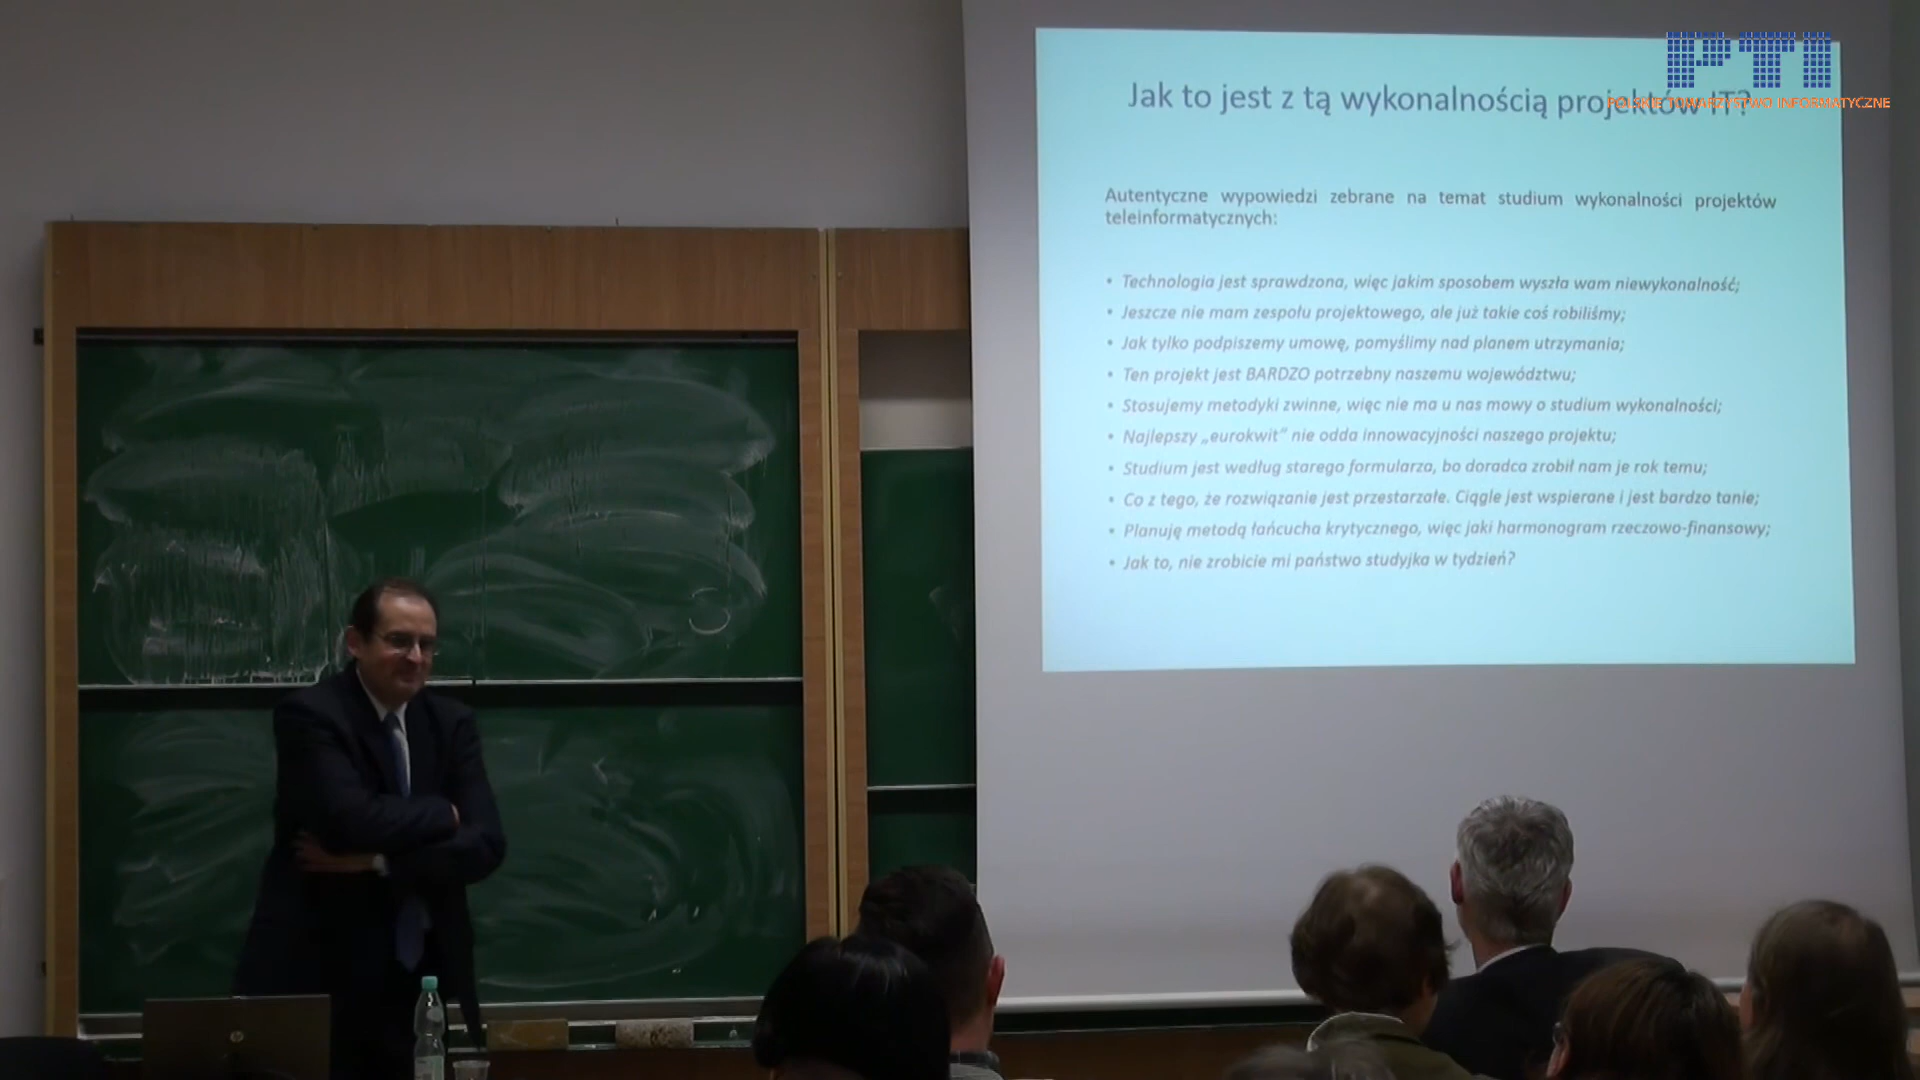 PTI
POLSKIE TOWARZYSTWO INFORMATYCZNE
Jak to jest z tą wykonalnością projektów IT?
Autentyczne wypowiedzi zebrane na temat studium wykonalności projektów
teleinformatycznych:
• Technologia jest sprawdzona, więc jakim sposobem wyszła wam niewykonalność;
• Jeszcze nie mam zespołu projektowego, ale już takie coś robiliśmy;
• Jak tylko podpiszemy umowę, pomyślimy nad planem utrzymania;
• Ten projekt jest BARDZO potrzebny naszemu województwu;
• Stosujemy metodyki zwinne, więc nie ma u nas mowy o studium wykonalności;
• Najlepszy „eurokwit” nie odda innowacyjności naszego projektu;
• Studium jest według starego formularza, bo doradca zrobił nam je rok temu;
• Co z tego, że rozwiązanie jest przestarzałe. Ciągle jest wspierane i jest bardzo tanie;
• Planuję metodą łańcucha krytycznego, więc jaki harmonogram rzeczowo-finansowy;
• Jak to, nie zrobicie mi państwo studyjka w tydzień?
hp